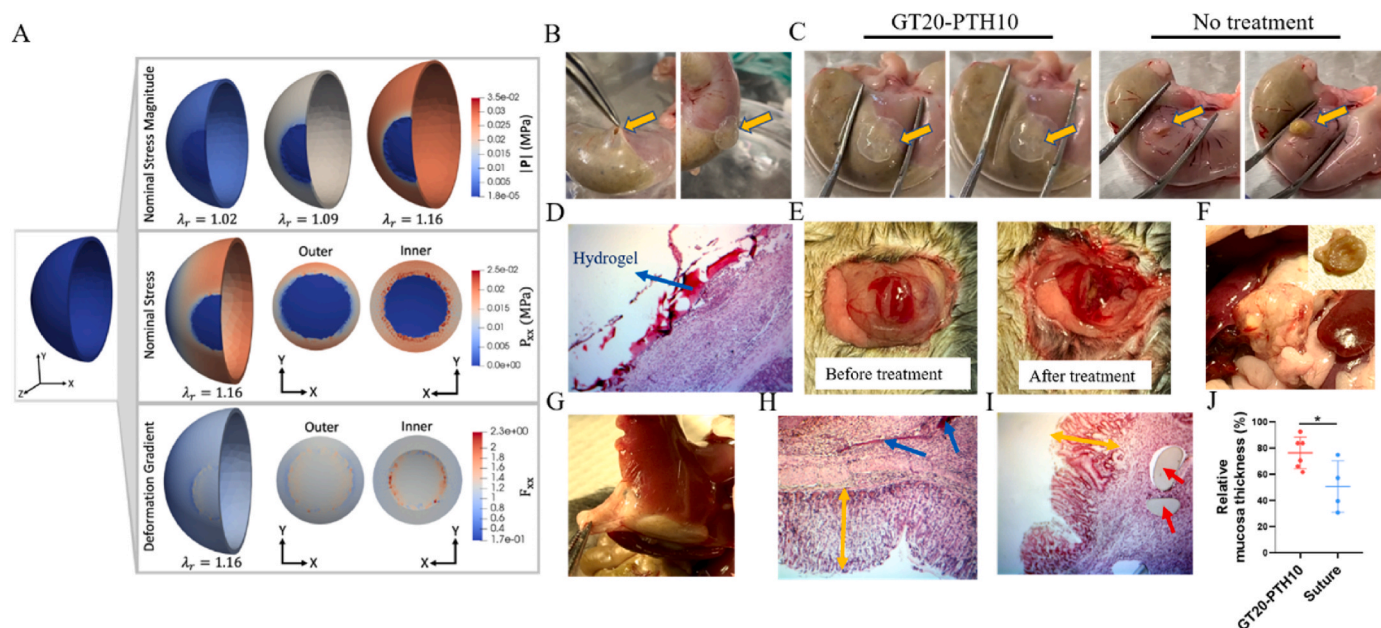 A
Nominal Stress Magnitude
λr = 1.02
λr = 1.09
λr = 1.16
3.5e-02
0.03
0.025
0.02
0.015
0.01
0.005
1.8e-05
|P| (MPa)
Y
X
Z
Nominal Stress
λr = 1.16
Outer
Inner
Y
X
Y
X
2.5e-02
0.02
0.015
0.01
0.005
0.0e+00
Pxx (MPa)
Deformation Gradient
λr = 1.16
Outer
Inner
Y
X
Y
X
2.3e+00
2
1.8
1.6
1.4
1.2
1
0.8
0.6
0.4
1.7e-01
Fxx
B
C
GT20-PTH10
No treatment
D
Hydrogel
E
Before treatment
After treatment
F
G
H
I
J
Relative
mucosa thickness (%)
100
80
60
40
20
0
*
GT20-PTH10
Suture